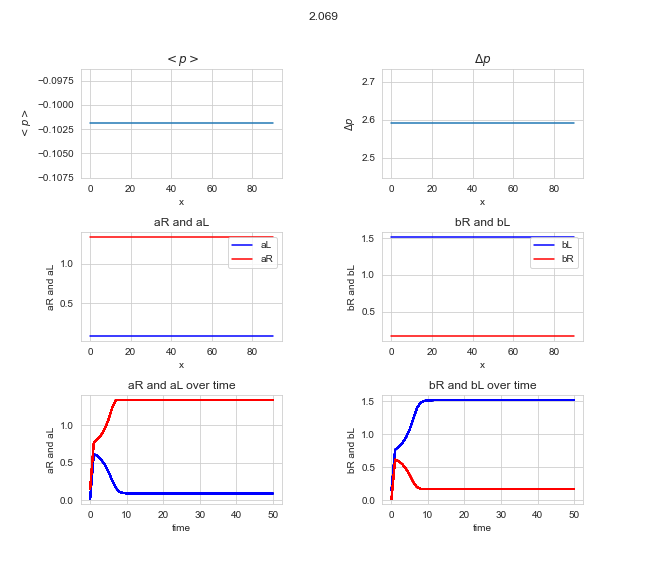 2.069
< p >
Δp
−0.0975
−0.1000
−0.1025
−0.1050
−0.1075
< p >
0 20 40 60 80
x
2.7
2.6
2.5
Δp
0 20 40 60 80
x
aR and aL
bR and bL
1.0
0.5
aR and aL
aL
aR
0 20 40 60 80
x
1.5
1.0
0.5
bR and bL
bL
bR
0 20 40 60 80
x
aR and aL over time
bR and bL over time
1.0
0.5
0.0
aR and aL
0 10 20 30 40 50
time
1.5
1.0
0.5
0.0
bR and bL
0 10 20 30 40 50
time